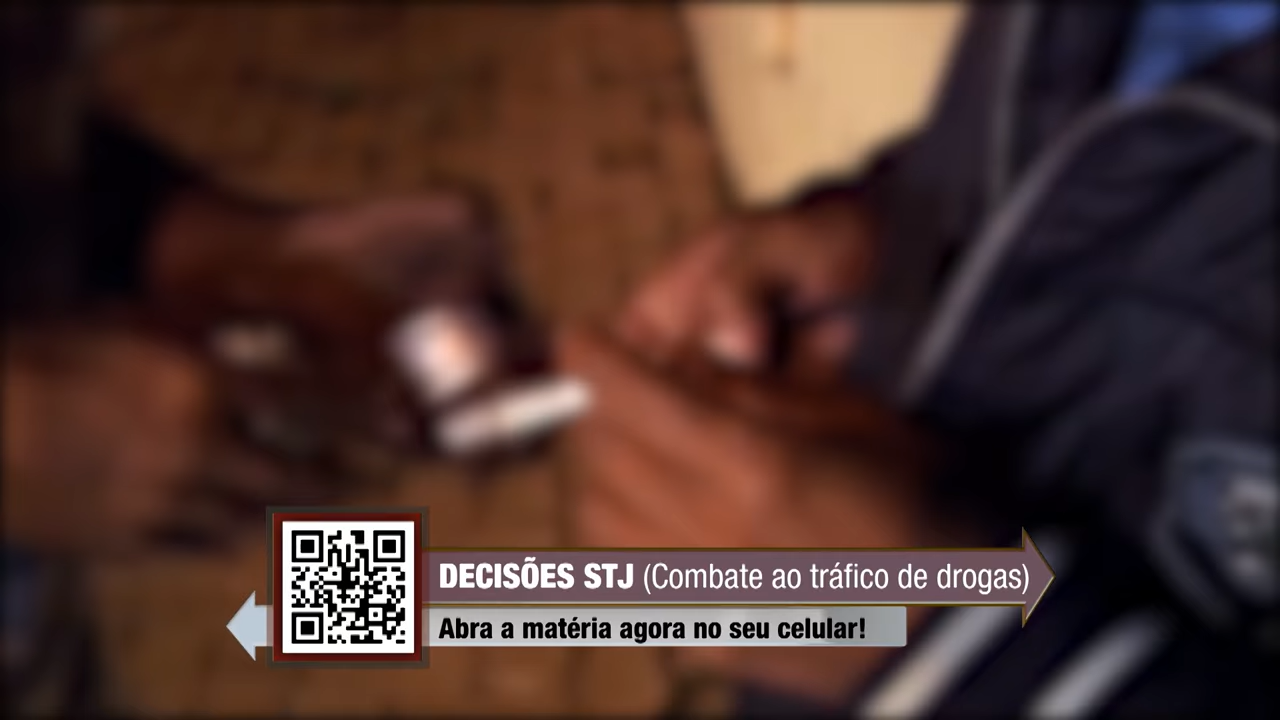 DECISÕES STJ (Combate ao tráfico de drogas)
Abra a matéria agora no seu celular!